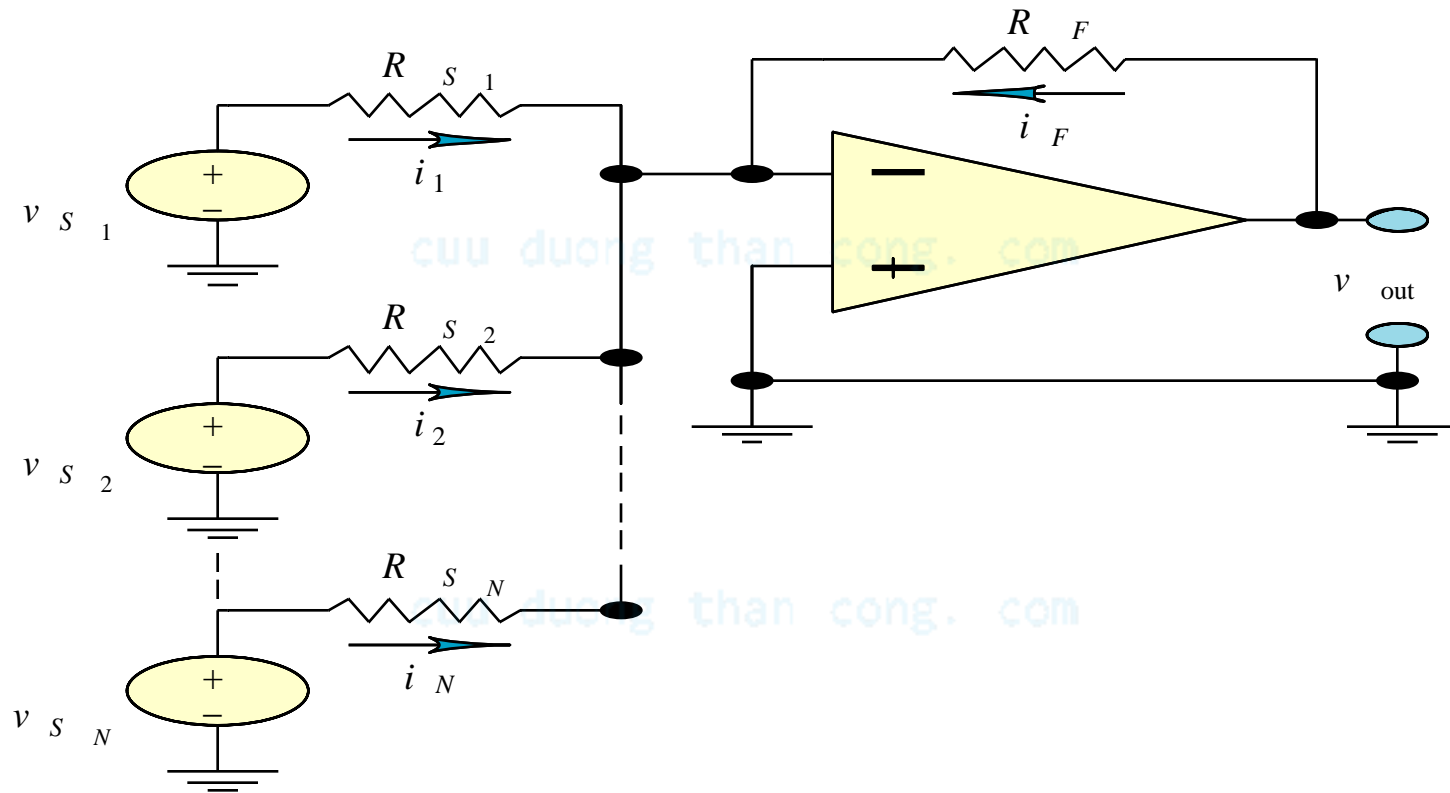 R F
R S 1
i F
i 1
+
−
v S 1
−
cuu duong than cong. com
+
v out
R S 2
i 2
+
−
v S 2
R S N
cuu duong than cong. com
i N
+
−
v S N